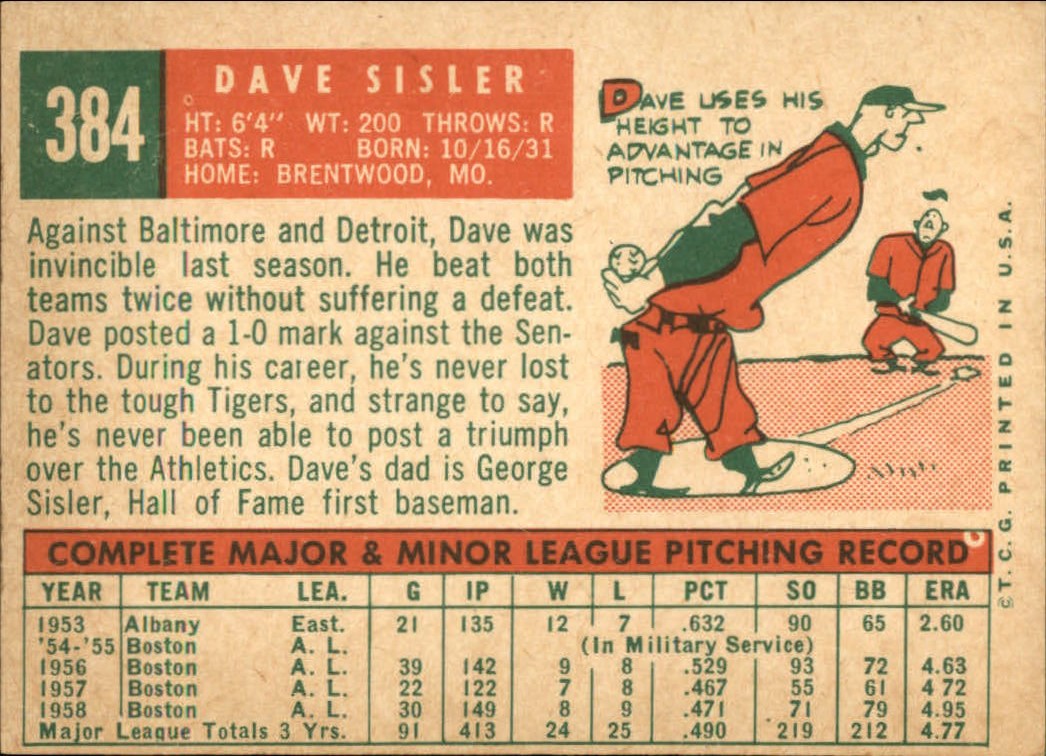 384
DAVE SISLER
HT: 6'4" WT: 200 THROWS: R
BATS: R BORN: 10/16/31
HOME: BRENTWOOD, MO.
DAVE USES HIS
HEIGHT TO
ADVANTAGE IN
PITCHING
Against Baltimore and Detroit, Dave was
invincible last season. He beat both
teams twice without suffering a defeat.
Dave posted a 1-0 mark against the Sen-
ators. During his career, he's never lost
to the tough Tigers, and strange to say,
he's never been able to post a triumph
over the Athletics. Dave's dad is George
Sisler, Hall of Fame first baseman.
©T.C.G. PRINTED IN U.S.A.
COMPLETE MAJOR & MINOR LEAGUE PITCHING RECORD
YEAR TEAM LEA. G IP W L PCT SO BB ERA
1953 Albany East. 21 135 12 7 .632 90 65 2.60
'54-'55 Boston A. L. (In Military Service)
1956 Boston A. L. 39 142 9 8 .529 93 72 4.63
1957 Boston A. L. 22 122 7 8 .467 55 61 4 72
1958 Boston A. L. 30 149 8 9 .471 71 79 4.95
Major League Totals 3 Yrs. 91 413 24 25 .490 219 212 4.77